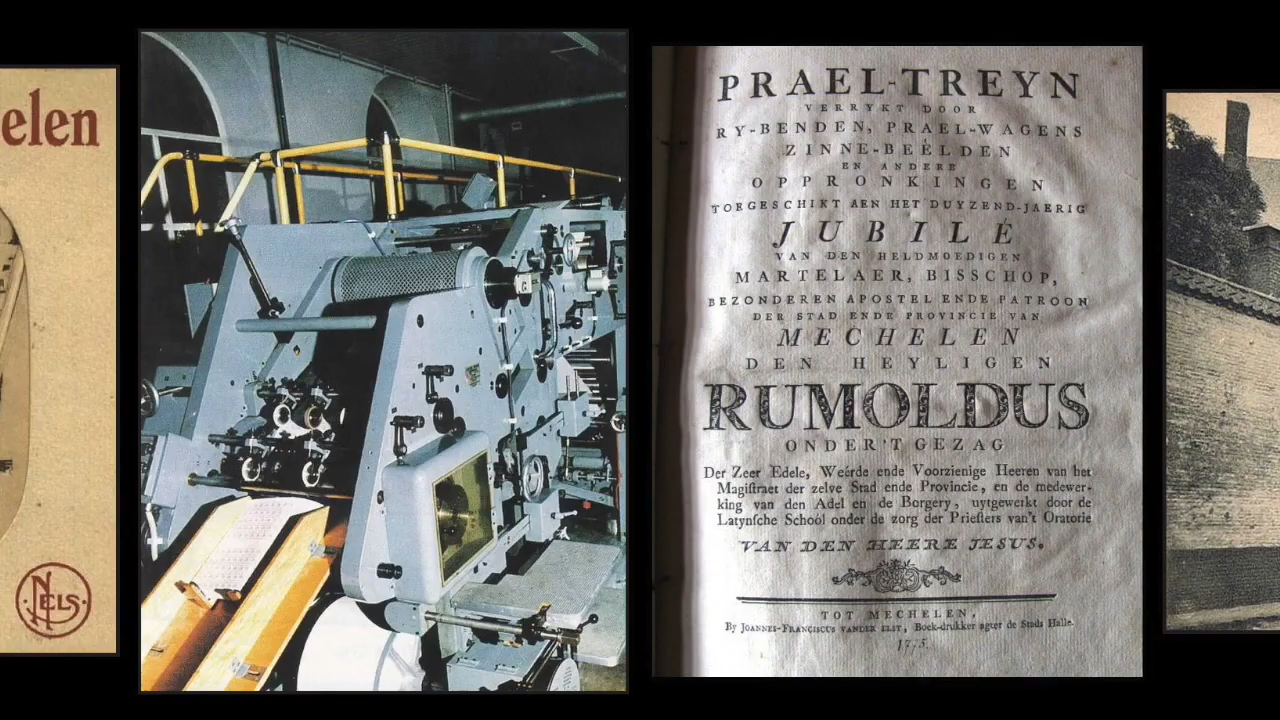 elen
NELS
PRAEL-TREYN
VERRYKT DOOR
RY-BENDEN, PRAEL-WAGENS
ZINNE-BEELDEN
EN ANDERE
OPPRONKINGEN
TOEGESCHIKT AEN HET DUYZEND-JAERIG
JUBILÉ
VAN DEN HELDMOEDIGEN
MARTELAER, BISSCHOP,
BEZONDEREN APOSTEL ENDE PATROON
DER STAD ENDE PROVINCIE VAN
MECHELEN
DEN HEYLIGEN
RUMOLDUS
ONDER'T GEZAG
Der Zeer Edele, Weérde ende Voorzienige Heeren van het
Magiſtraet der zelve Stad ende Provincie, en de medewer-
king van den Adel en de Borgery, uytgewerkt door de
Latynſche School onder de zorg der Prieſters van't Oratorie
VAN DEN HEERE JESUS.
TOT MECHELEN,
By JOANNES-FRANCISCUS VANDER ELST, Boek-drukker agter de Stads Halle.
1775.